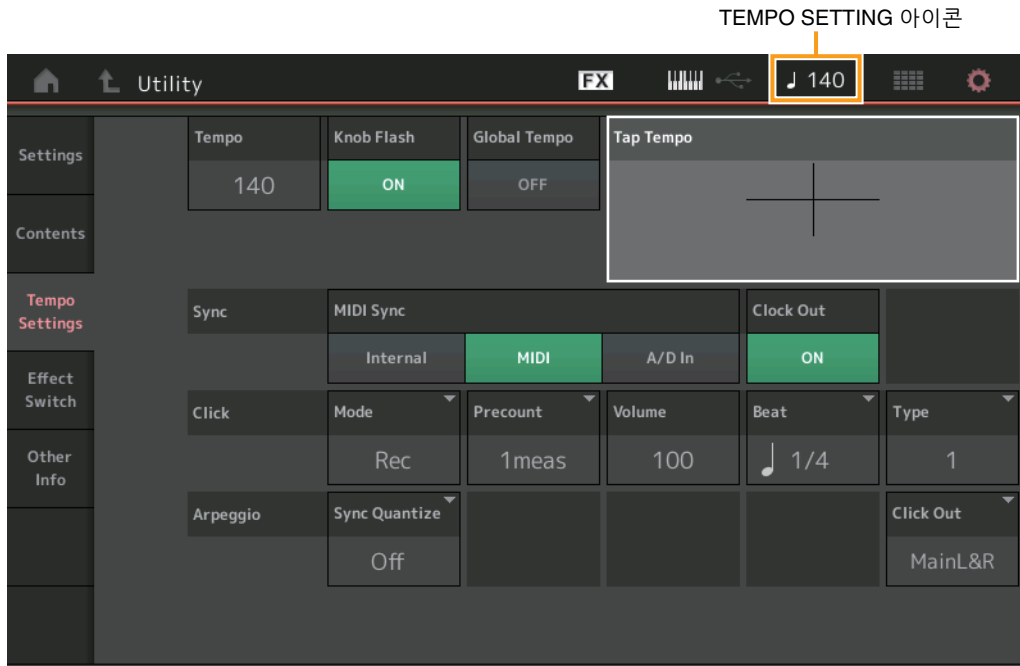 TEMPO SETTING 아이콘
Utility
FX
♩ 140
Settings
Contents
Tempo
Settings
Effect
Switch
Other
Info
Tempo
140
Knob Flash
ON
Global Tempo
OFF
Tap Tempo
Sync
MIDI Sync
Internal
MIDI
A/D In
Clock Out
ON
Click
Mode
Rec
Precount
1meas
Volume
100
Beat
♩ 1/4
Type
1
Arpeggio
Sync Quantize
Off
Click Out
MainL&R